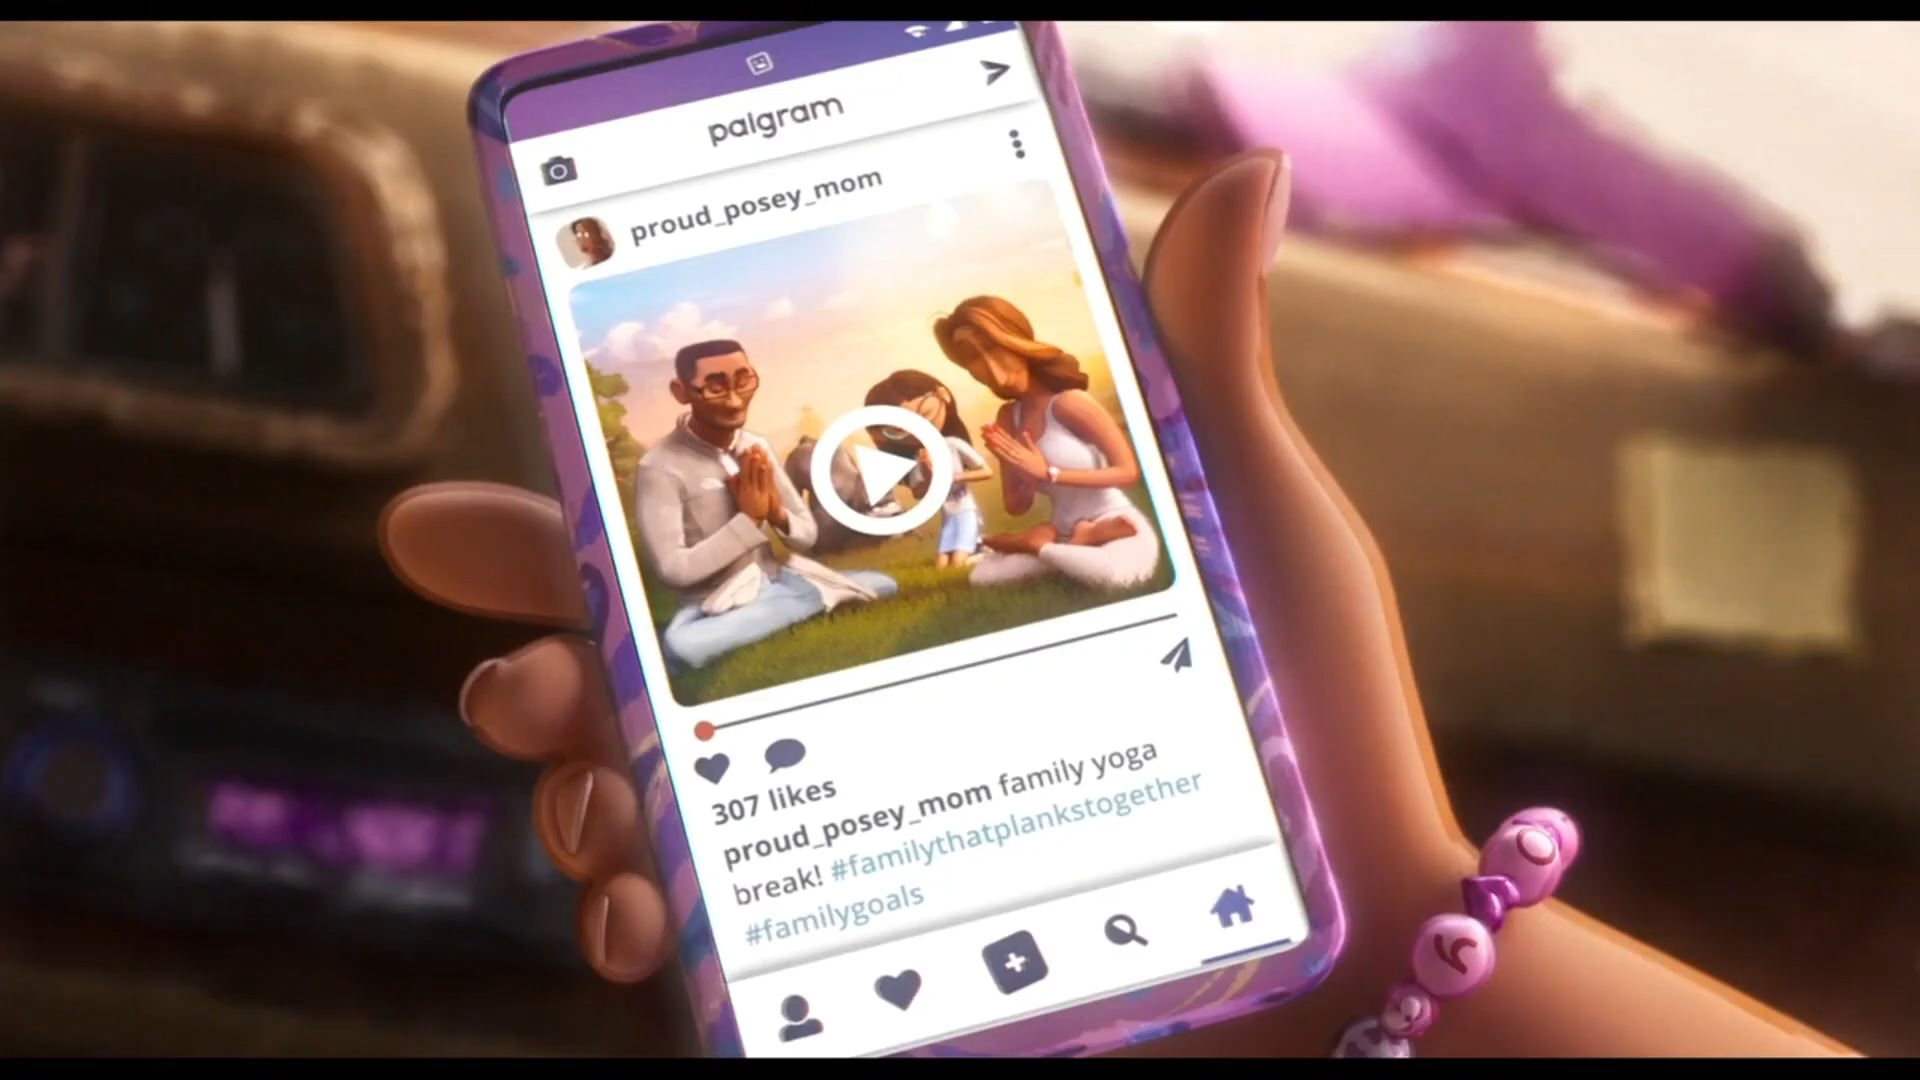 palgram
proud_posey_mom
307 likes
proud_posey_mom family yoga
break! #familythatplankstogether
#familygoals